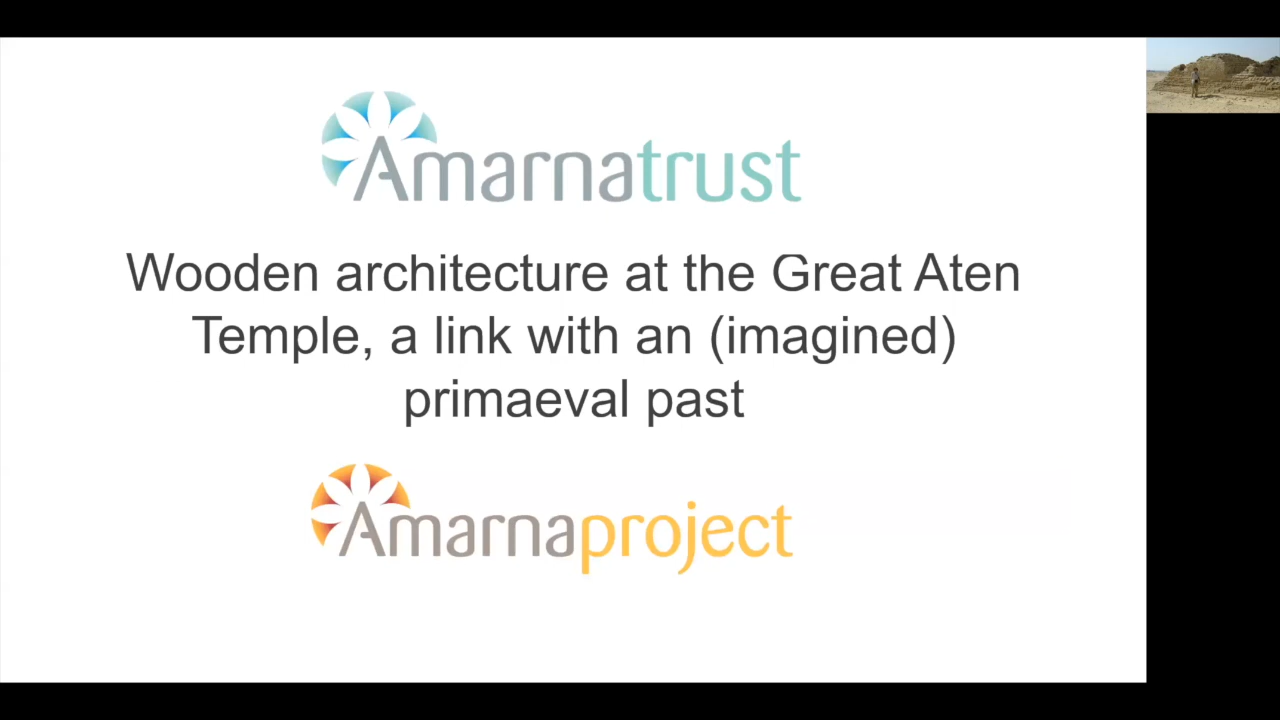 Amarnatrust
Wooden architecture at the Great Aten
Temple, a link with an (imagined)
primaeval past
Amarnaproject